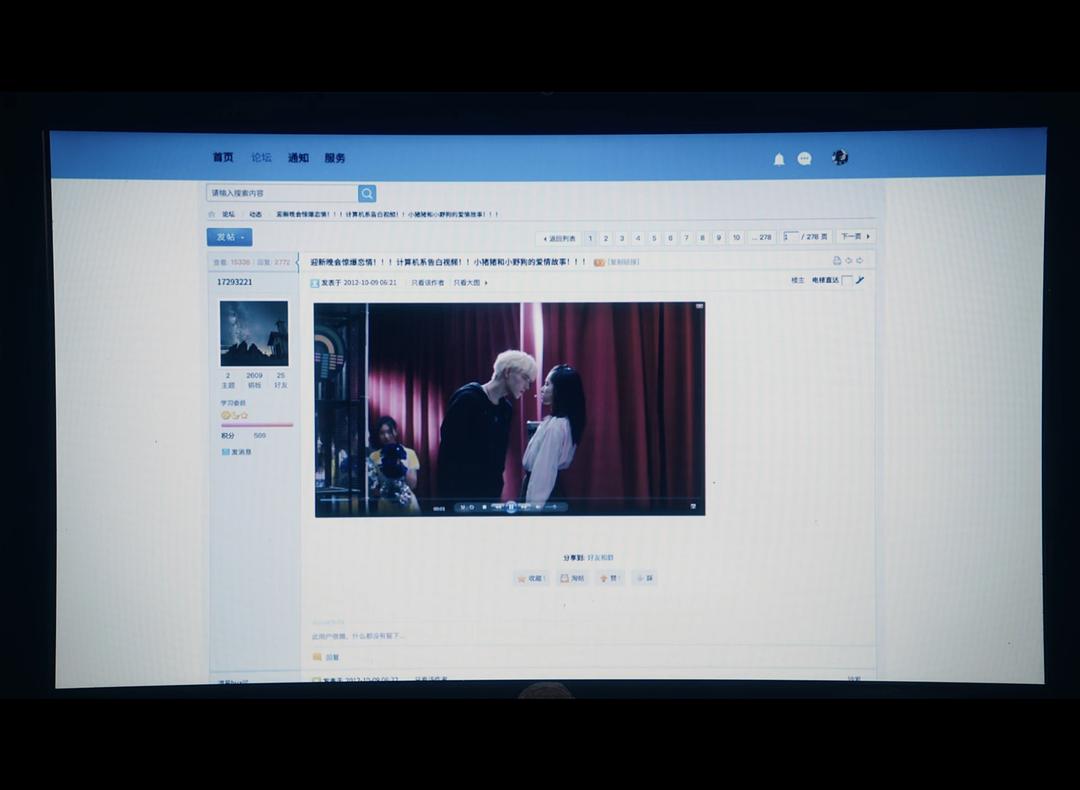 首页 论坛 通知 服务
请输入搜索内容
论坛 动态 迎新晚会惊爆恋情！！！计算机系告白视频！！小猪猪和小野狗的爱情故事！！！
发帖
返回列表 1 2 3 4 5 6 7 8 9 10 ... 278 1 / 278 页 下一页
查看: 15336 回复: 2772
迎新晚会惊爆恋情！！！计算机系告白视频！！小猪猪和小野狗的爱情故事！！！ [复制链接]
17293221
发表于 2012-10-09 06:21 只看该作者 只看大图
楼主 电梯直达
2 2609 25
主题 好友
学习委员
积分
发消息
00:01
分享到: 好友和群
收藏 淘帖 赞 踩
此用户很懒，什么都没有留下...
回复
发表于 2012-10-09 06:22 只看该作者
沙发